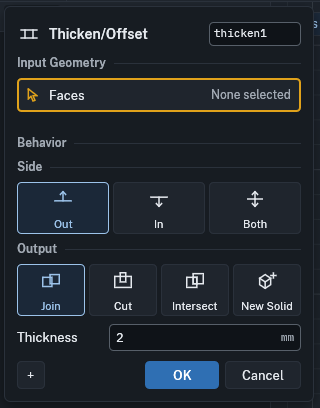 Thicken/Offset
thicken1
Input Geometry
Faces
None selected
Behavior
Side
Out
In
Both
Output
Join
Cut
Intersect
New Solid
Thickness
2
mm
+
OK
Cancel